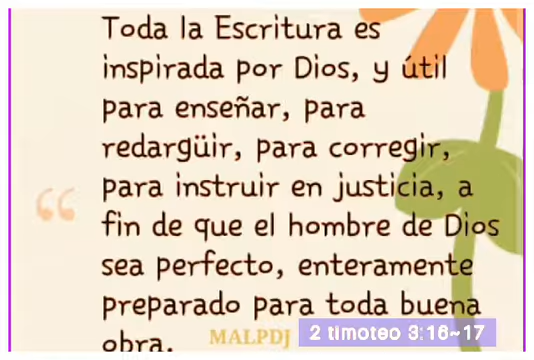 Toda la Escritura es
inspirada por Dios, y útil
para enseñar, para
redargüir, para corregir,
para instruir en justicia, a
fin de que el hombre de Dios
sea perfecto, enteramente
preparado para toda buena
obra.
MALPDJ
2 timoteo 3:16~17